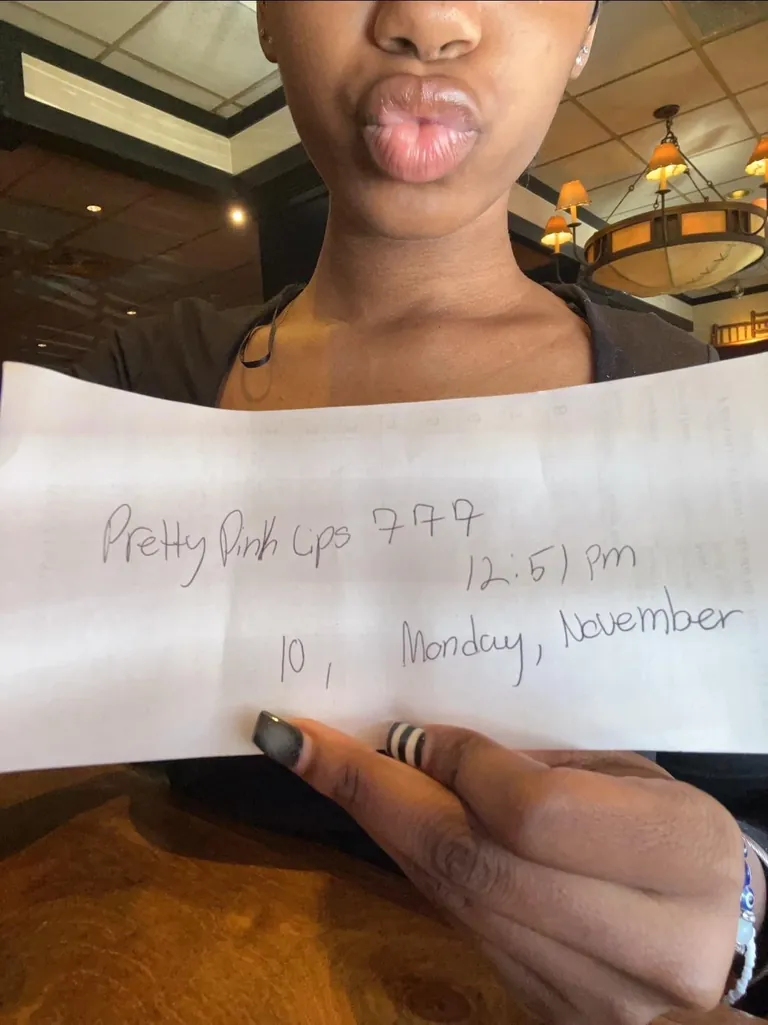 Pretty Pink Lips 777
12:51 pm
10, Monday, November